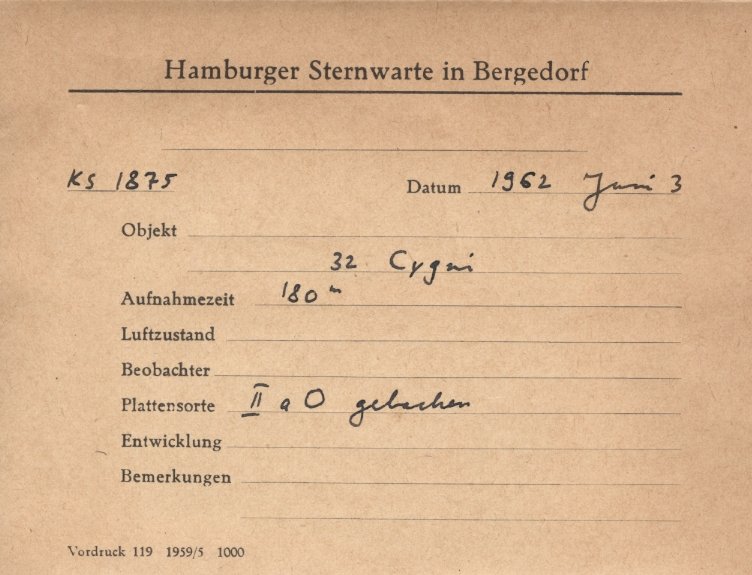 Hamburger Sternwarte in Bergedorf
KS 1875 Datum 1962 Juni 3
Objekt
32 Cygni
Aufnahmezeit 180 m
Luftzustand
Beobachter
Plattensorte II a O gebacken
Entwicklung
Bemerkungen
Vordruck 119 1959/5 1000